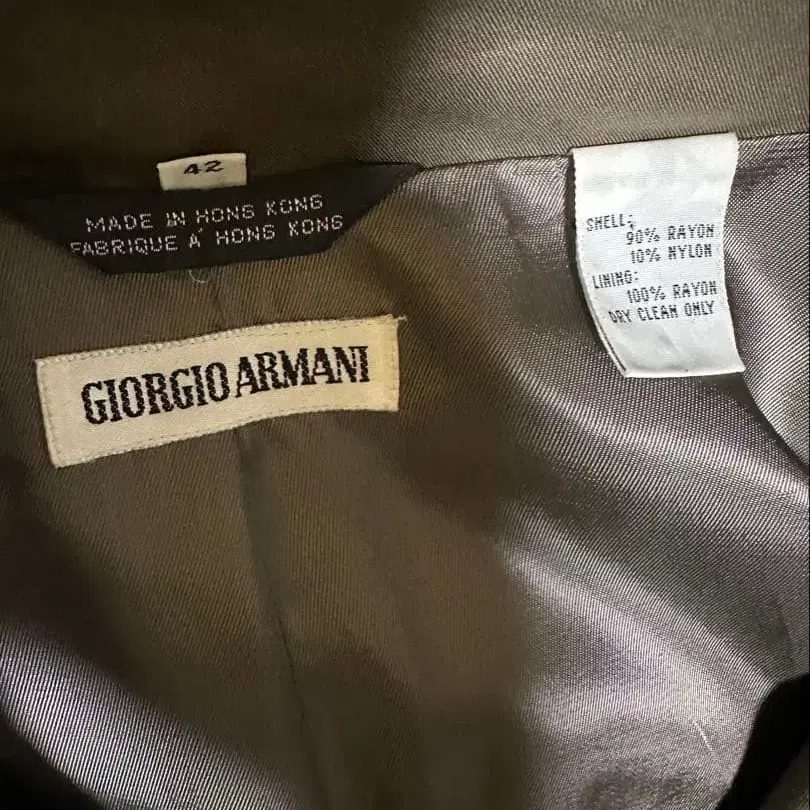 42
MADE IN HONG KONG
FABRIQUE Á HONG KONG
GIORGIO ARMANI
SHELL:
90% RAYON
10% NYLON
LINING:
100% RAYON
DRY CLEAN ONLY